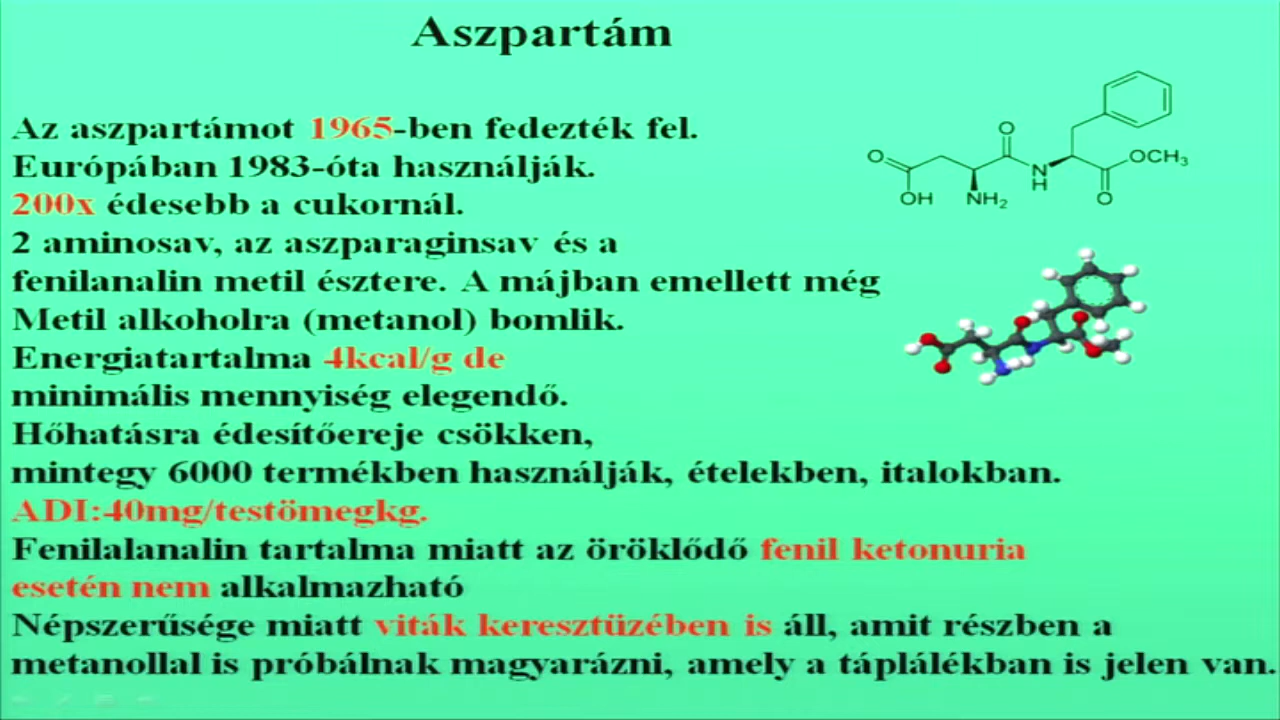 Aszpartám
Az aszpartámot 1965-ben fedezték fel.
Európában 1983-óta használják.
200x édesebb a cukornál.
2 aminosav, az aszparaginsav és a
fenilanalin metil észtere. A májban emellett még
Metil alkoholra (metanol) bomlik.
Energiatartalma 4kcal/g de
minimális mennyiség elegendő.
Hőhatásra édesítőereje csökken,
mintegy 6000 termékben használják, ételekben, italokban.
ADI:40mg/testömegkg.
Fenilalanalin tartalma miatt az öröklődő fenil ketonuria
esetén nem alkalmazható
Népszerűsége miatt viták keresztüzében is áll, amit részben a
metanollal is próbálnak magyarázni, amely a táplálékban is jelen van.
O
O
OH
NH2
N
H
OCH3
O